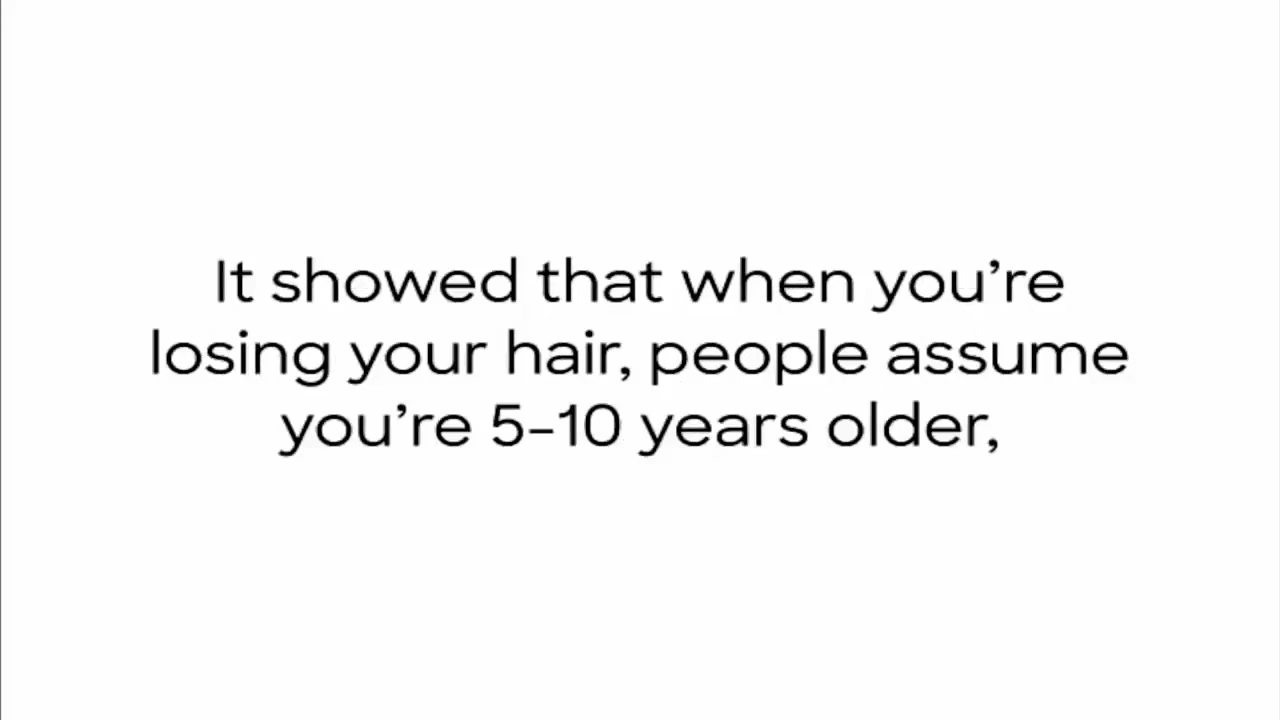 It showed that when you’re
losing your hair, people assume
you’re 5–10 years older,